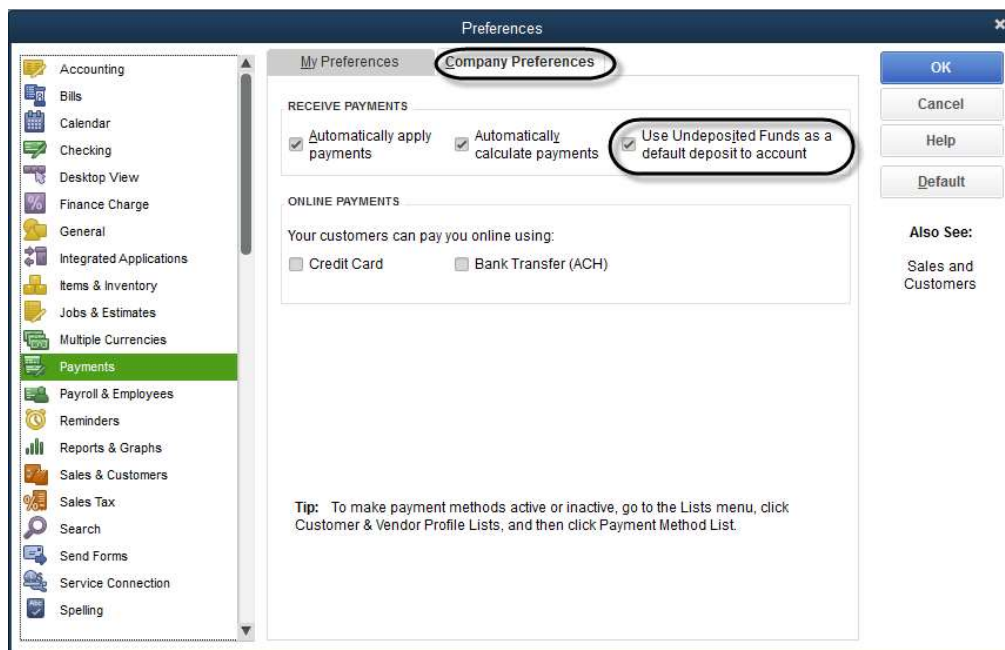 Preferences
Accounting
Bills
Calendar
Checking
Desktop View
Finance Charge
General
Integrated Applications
Items & Inventory
Jobs & Estimates
Multiple Currencies
Payments
Payroll & Employees
Reminders
Reports & Graphs
Sales & Customers
Sales Tax
Search
Send Forms
Service Connection
Spelling
My Preferences
Company Preferences
RECEIVE PAYMENTS
Automatically apply
payments
Automatically
calculate payments
Use Undeposited Funds as a
default deposit to account
ONLINE PAYMENTS
Your customers can pay you online using:
Credit Card
Bank Transfer (ACH)
Tip: To make payment methods active or inactive, go to the Lists menu, click
Customer & Vendor Profile Lists, and then click Payment Method List.
OK
Cancel
Help
Default
Also See:
Sales and
Customers